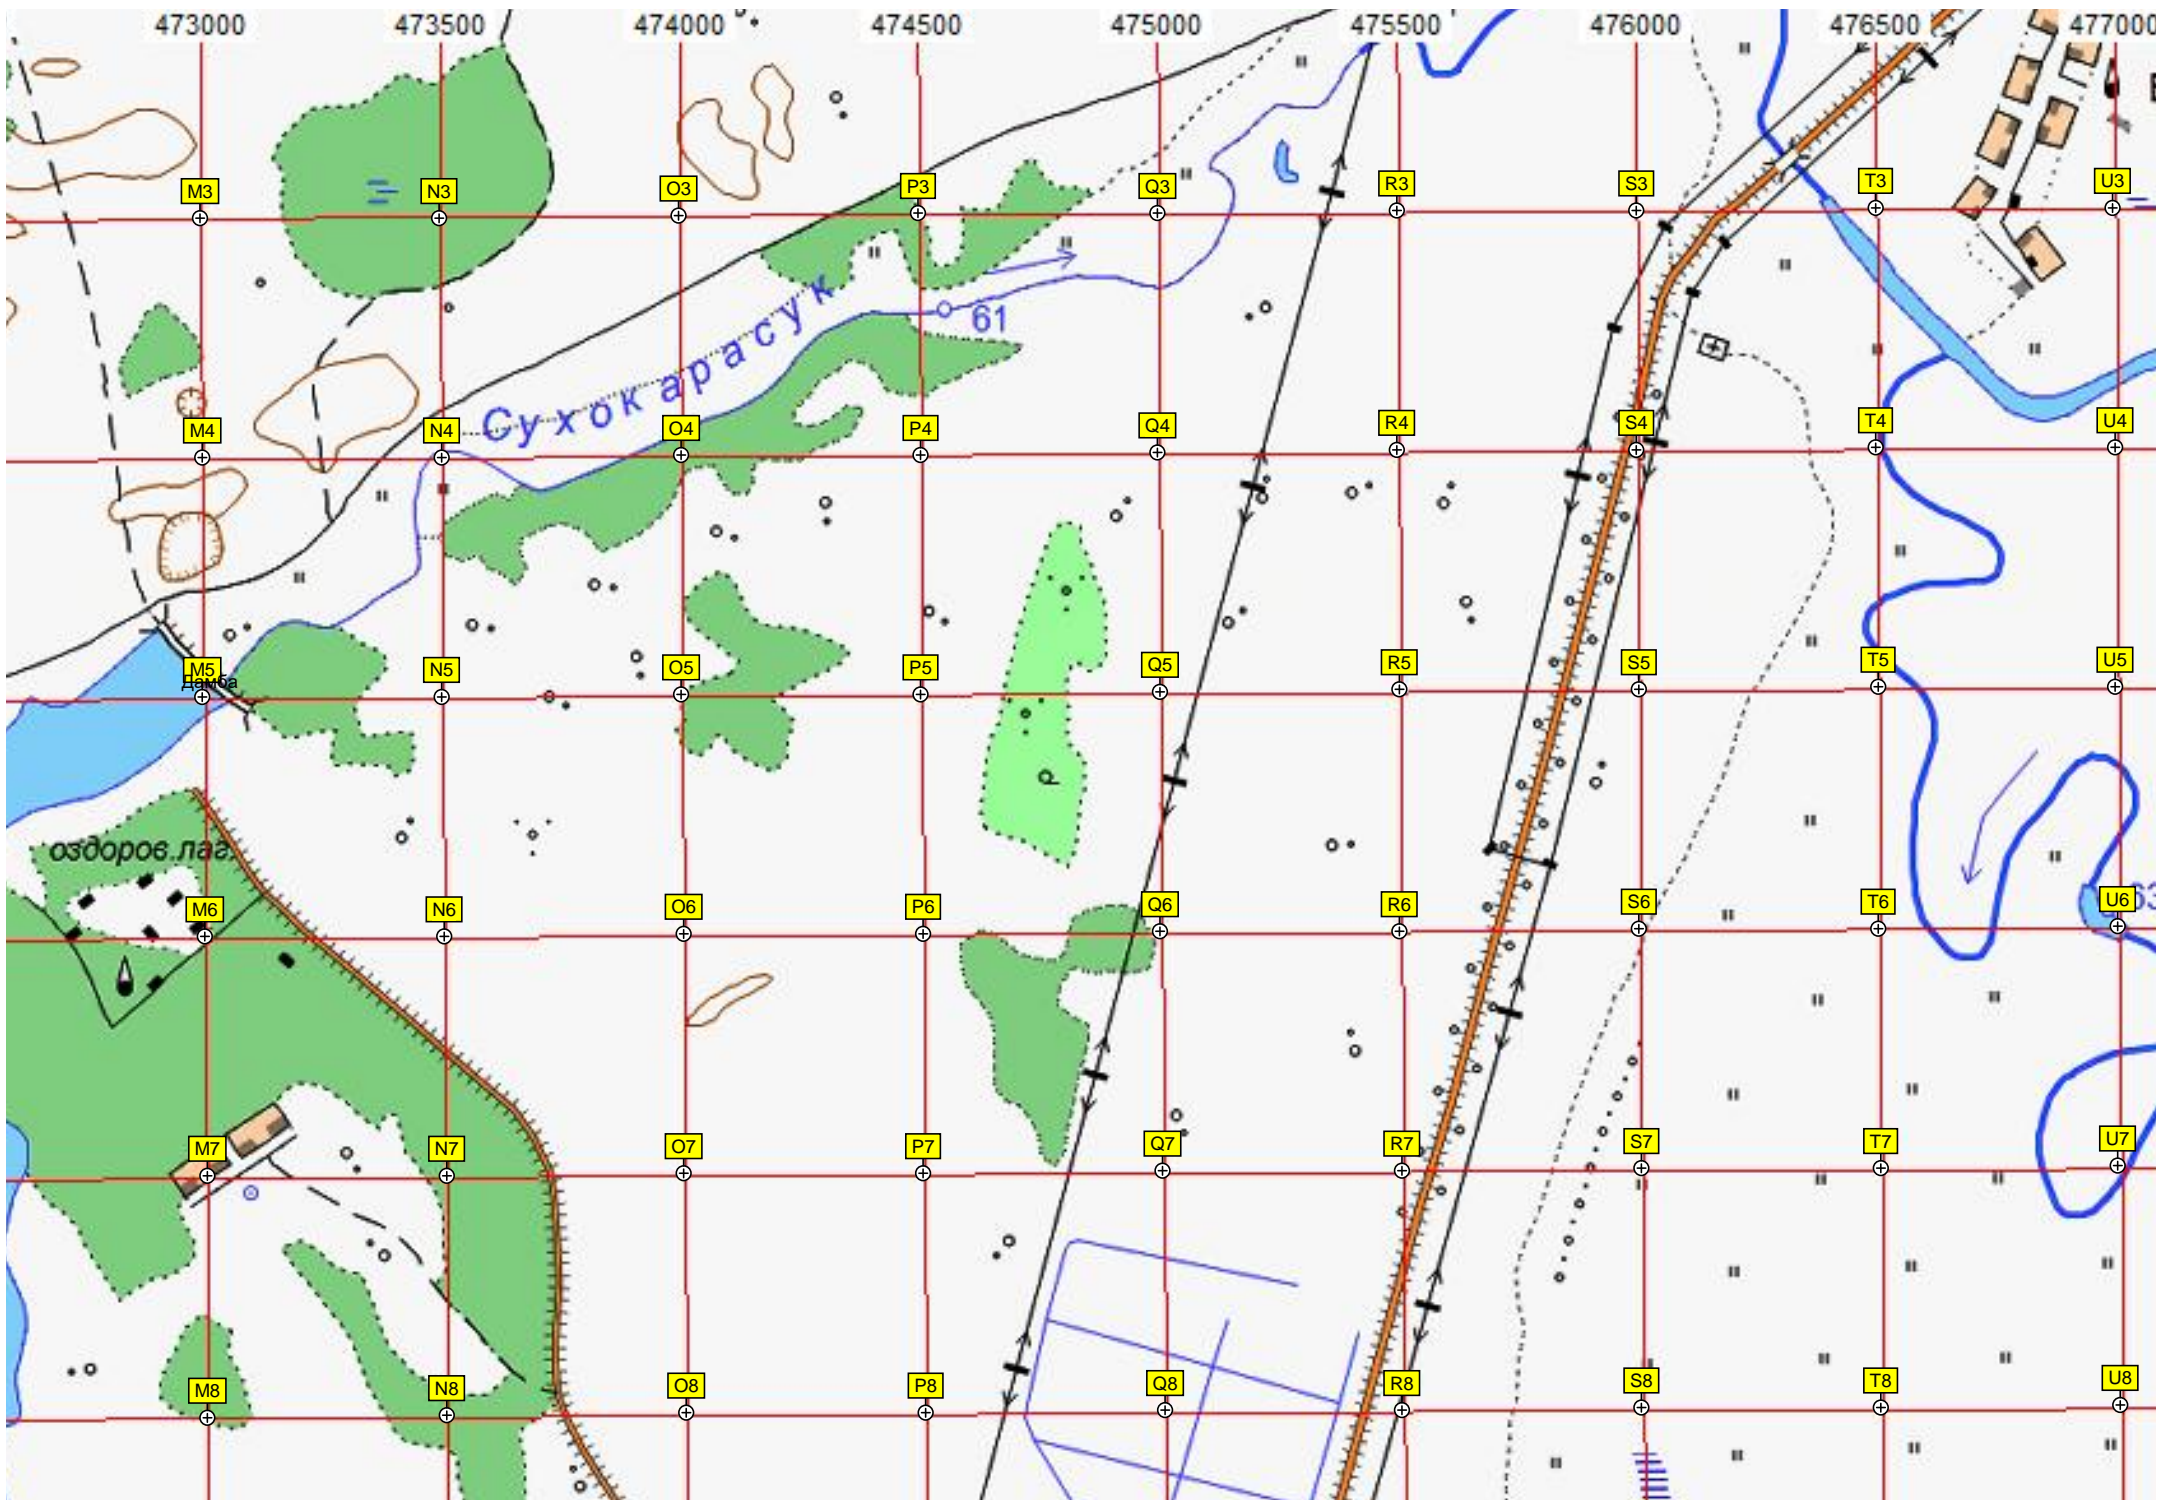 473000 473500 474000 474500 475000 475500 476000 476500 477000
M3 N3 O3 P3 Q3 R3 S3 T3 U3
61
Сухокарасук
M4 N4 O4 P4 Q4 R4 S4 T4 U4
M5 N5 O5 P5 Q5 R5 S5 T5 U5
Дамба
р
оздоров.лаг.
M6 N6 O6 P6 Q6 R6 S6 T6 U6
63
M7 N7 O7 P7 Q7 R7 S7 T7 U7
M8 N8 O8 P8 Q8 R8 S8 T8 U8